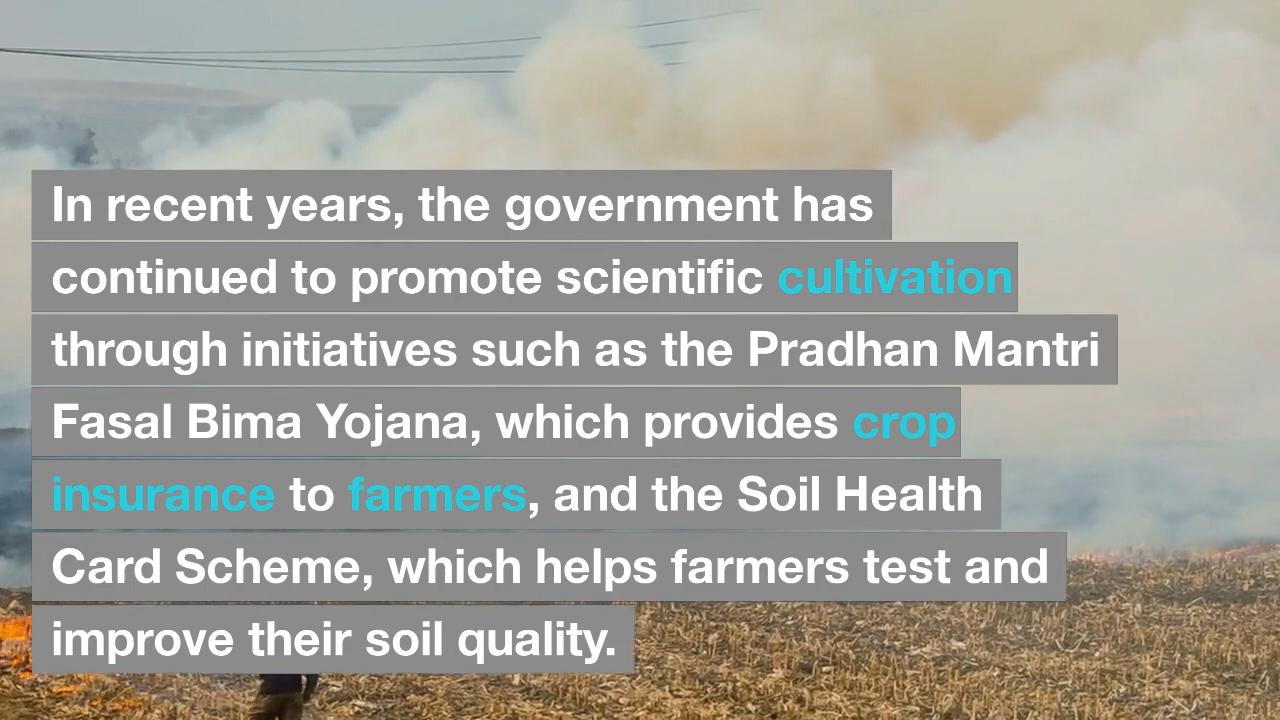 In recent years, the government has
continued to promote scientific cultivation
through initiatives such as the Pradhan Mantri
Fasal Bima Yojana, which provides crop
insurance to farmers, and the Soil Health
Card Scheme, which helps farmers test and
improve their soil quality.